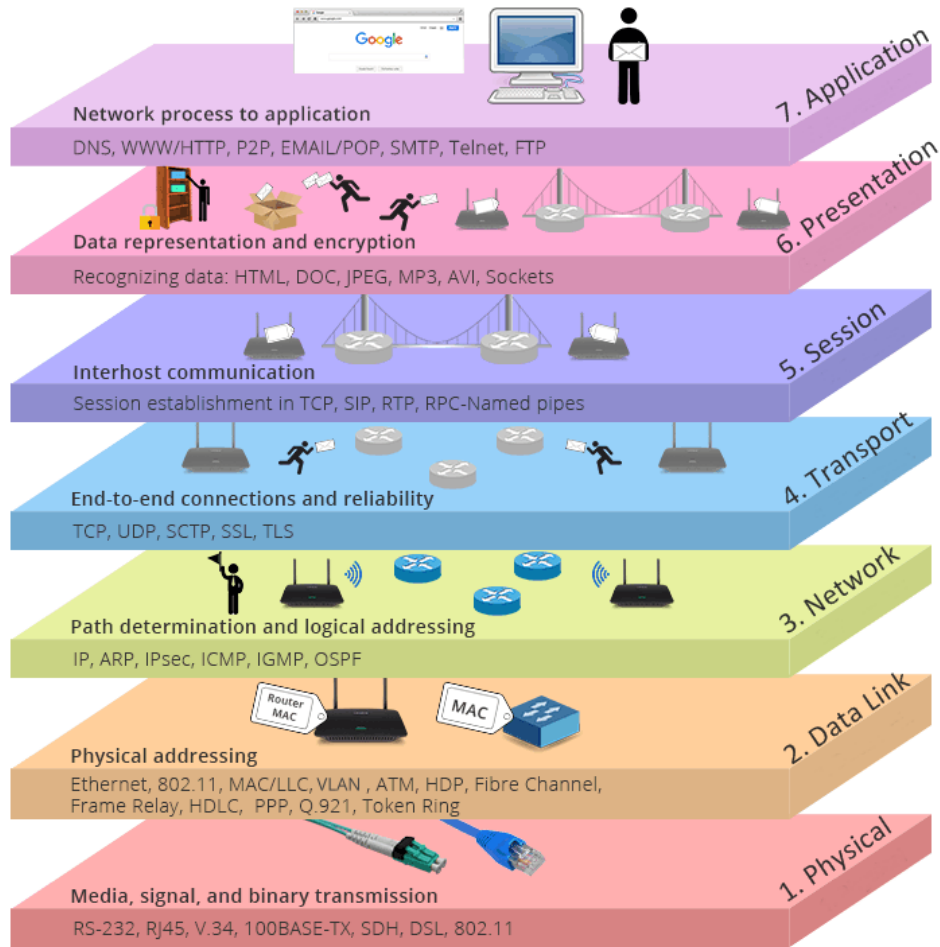 Google
7. Application
Network process to application
DNS, WWW/HTTP, P2P, EMAIL/POP, SMTP, Telnet, FTP
6. Presentation
Data representation and encryption
Recognizing data: HTML, DOC, JPEG, MP3, AVI, Sockets
5. Session
Interhost communication
Session establishment in TCP, SIP, RTP, RPC-Named pipes
4. Transport
End-to-end connections and reliability
TCP, UDP, SCTP, SSL, TLS
3. Network
Path determination and logical addressing
IP, ARP, IPsec, ICMP, IGMP, OSPF
2. Data Link
Router
MAC
MAC
Physical addressing
Ethernet, 802.11, MAC/LLC, VLAN , ATM, HDP, Fibre Channel,
Frame Relay, HDLC, PPP, Q.921, Token Ring
1. Physical
Media, signal, and binary transmission
RS-232, RJ45, V.34, 100BASE-TX, SDH, DSL, 802.11